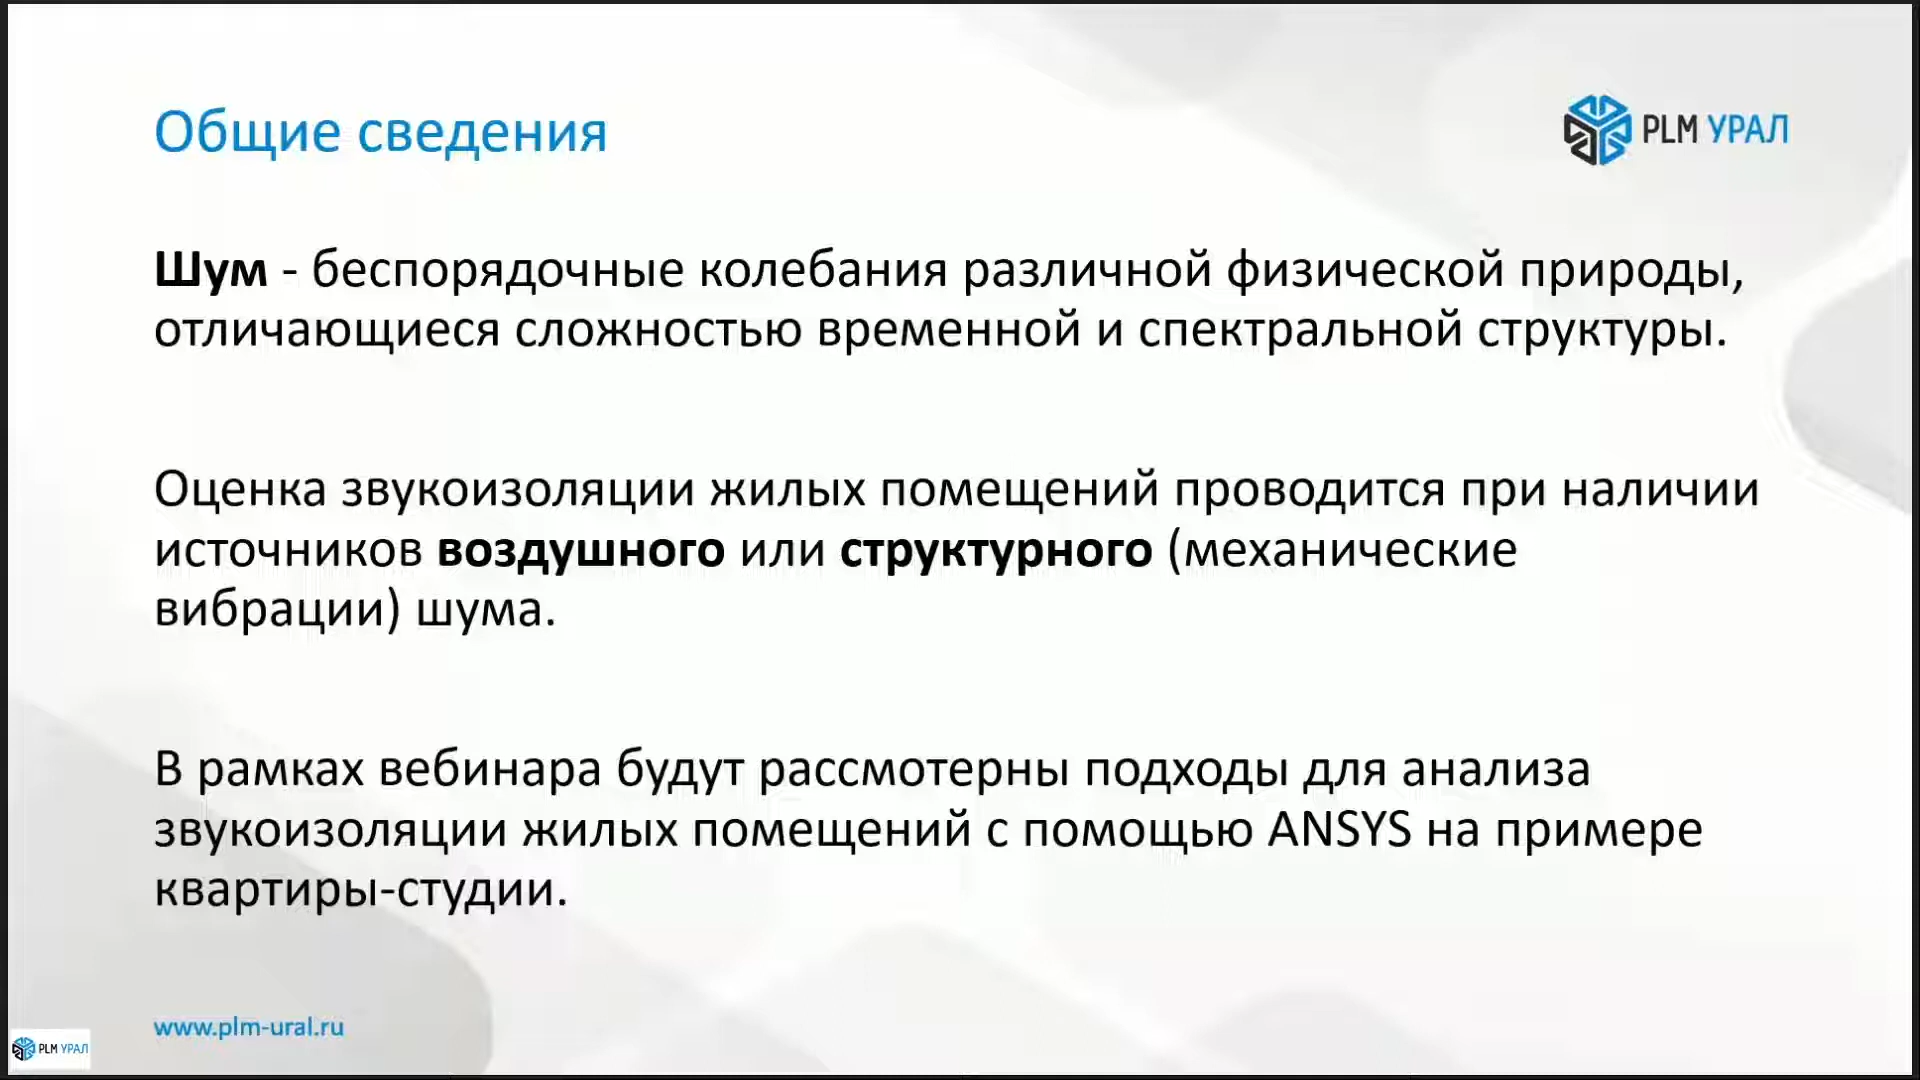 Общие сведения
PLM УРАЛ
Шум - беспорядочные колебания различной физической природы,
отличающиеся сложностью временной и спектральной структуры.
Оценка звукоизоляции жилых помещений проводится при наличии
источников воздушного или структурного (механические
вибрации) шума.
В рамках вебинара будут рассмотерны подходы для анализа
звукоизоляции жилых помещений с помощью ANSYS на примере
квартиры-студии.
www.plm-ural.ru
PLM УРАЛ